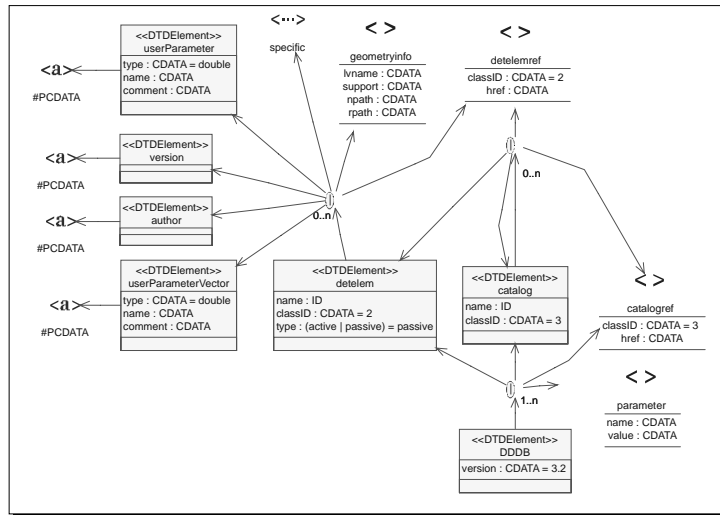 <<DTDElement>>
userParameter
type : CDATA = double
name : CDATA
comment : CDATA
<a>
#PCDATA
<...>
specific
< >
geometryinfo
lvname : CDATA
support : CDATA
npath : CDATA
rpath : CDATA
< >
detelemref
classID : CDATA = 2
href : CDATA
<<DTDElement>>
version
<a>
#PCDATA
<<DTDElement>>
author
<a>
#PCDATA
0..n
0..n
<<DTDElement>>
userParameterVector
type : CDATA = double
name : CDATA
comment : CDATA
<a>
#PCDATA
<<DTDElement>>
detelem
name : ID
classID : CDATA = 2
type : (active | passive) = passive
<<DTDElement>>
catalog
name : ID
classID : CDATA = 3
< >
catalogref
classID : CDATA = 3
href : CDATA
1..n
< >
parameter
name : CDATA
value : CDATA
<<DTDElement>>
DDDB
version : CDATA = 3.2